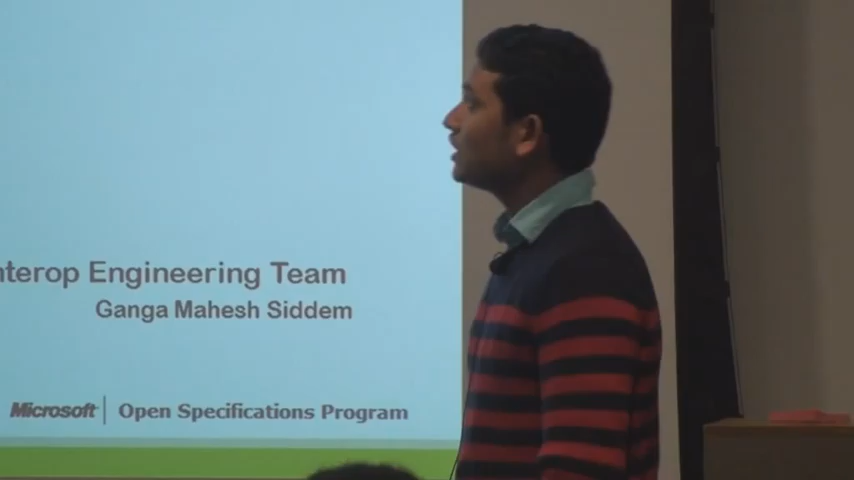 nterop Engineering Team
Ganga Mahesh Siddem
Microsoft | Open Specifications Program